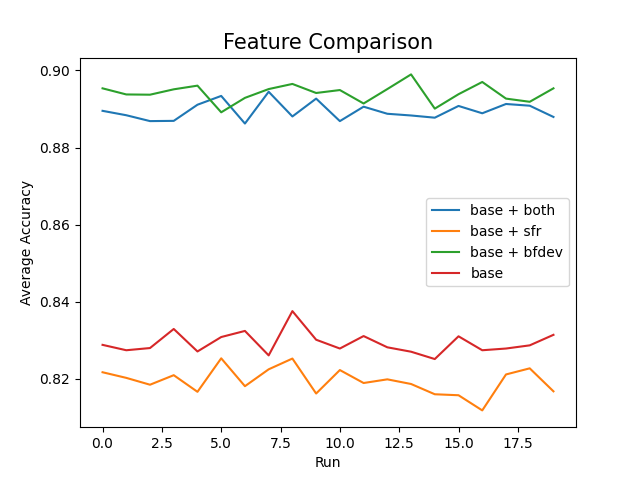 Feature Comparison
Average Accuracy
0.90
0.88
0.86
0.84
0.82
base + both
base + sfr
base + bfdev
base
0.0 2.5 5.0 7.5 10.0 12.5 15.0 17.5
Run